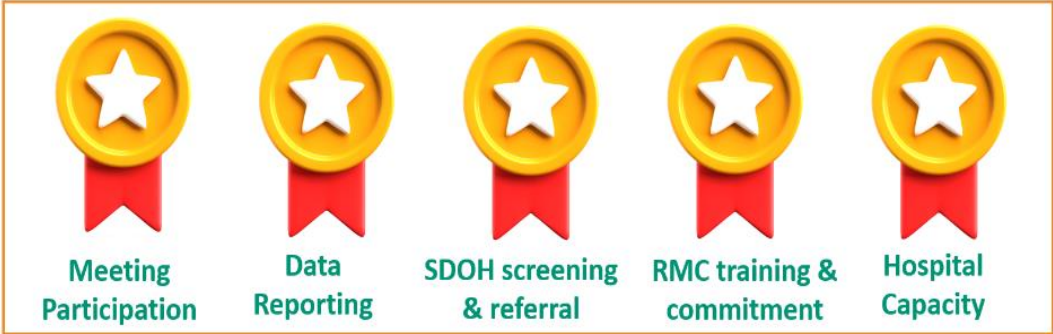 Meeting
Participation
Data
Reporting
SDOH screening
& referral
RMC training &
commitment
Hospital
Capacity